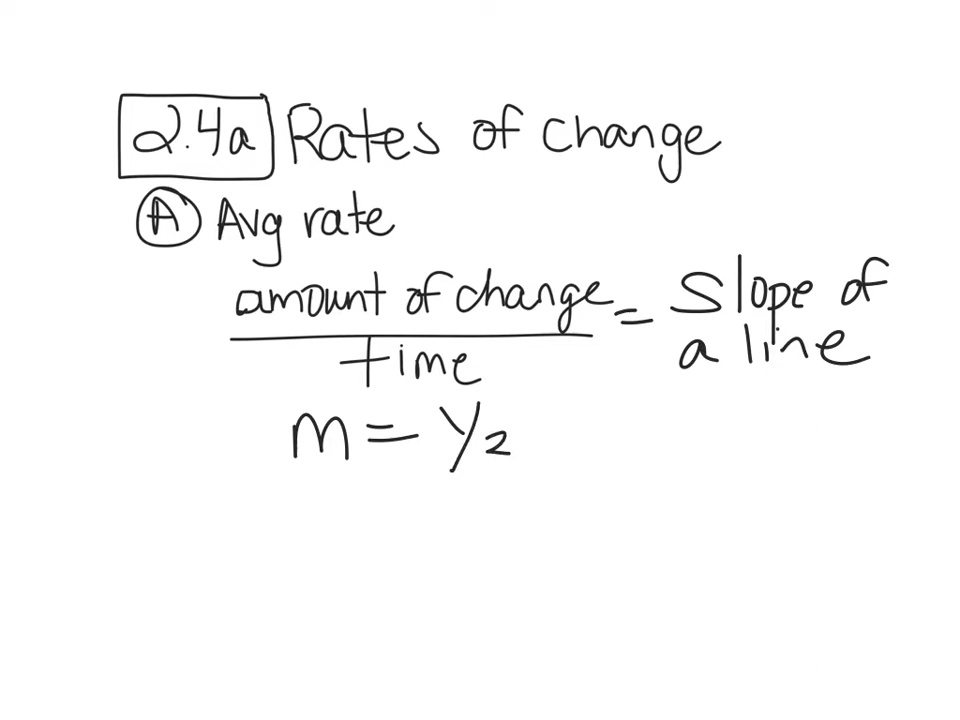 2.4a Rates of change
A Avg rate
amount of change = slope of
time a line
m = y₂